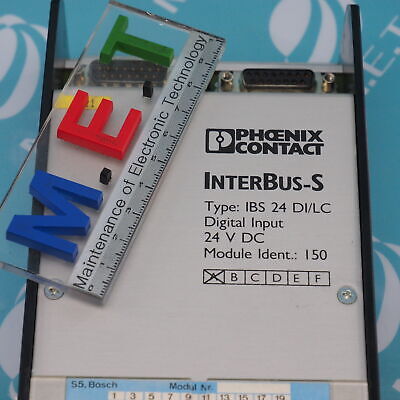 M.E.T
Maintenance of Electronic Technology
PHŒNIX
CONTACT
INTERBUS-S
Type: IBS 24 DI/LC
Digital Input
24 V DC
Module Ident.: 150
B C D E F
S5, Bosch Modul Nr.
1 3 5 7 9 11 13 15 17 19